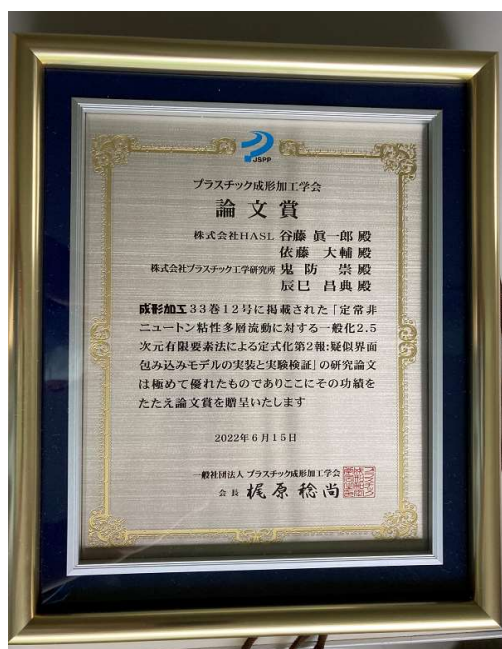 JSPP
プラスチック成形加工学会
論文賞
株式会社HASL 谷藤 眞一郎 殿
依藤 大輔 殿
株式会社プラスチック工学研究所 鬼防 崇 殿
辰巳 昌典 殿
成形加工33巻12号に掲載された「定常非
ニュートン粘性多層流動に対する一般化2.5
次元有限要素法による定式化第2報:疑似界面
包み込みモデルの実装と実験検証」の研究論文
は極めて優れたものでありここにその功績を
たたえ論文賞を贈呈いたします
2022年6月15日
一般社団法人 プラスチック成形加工学会
会長 梶原稔尚